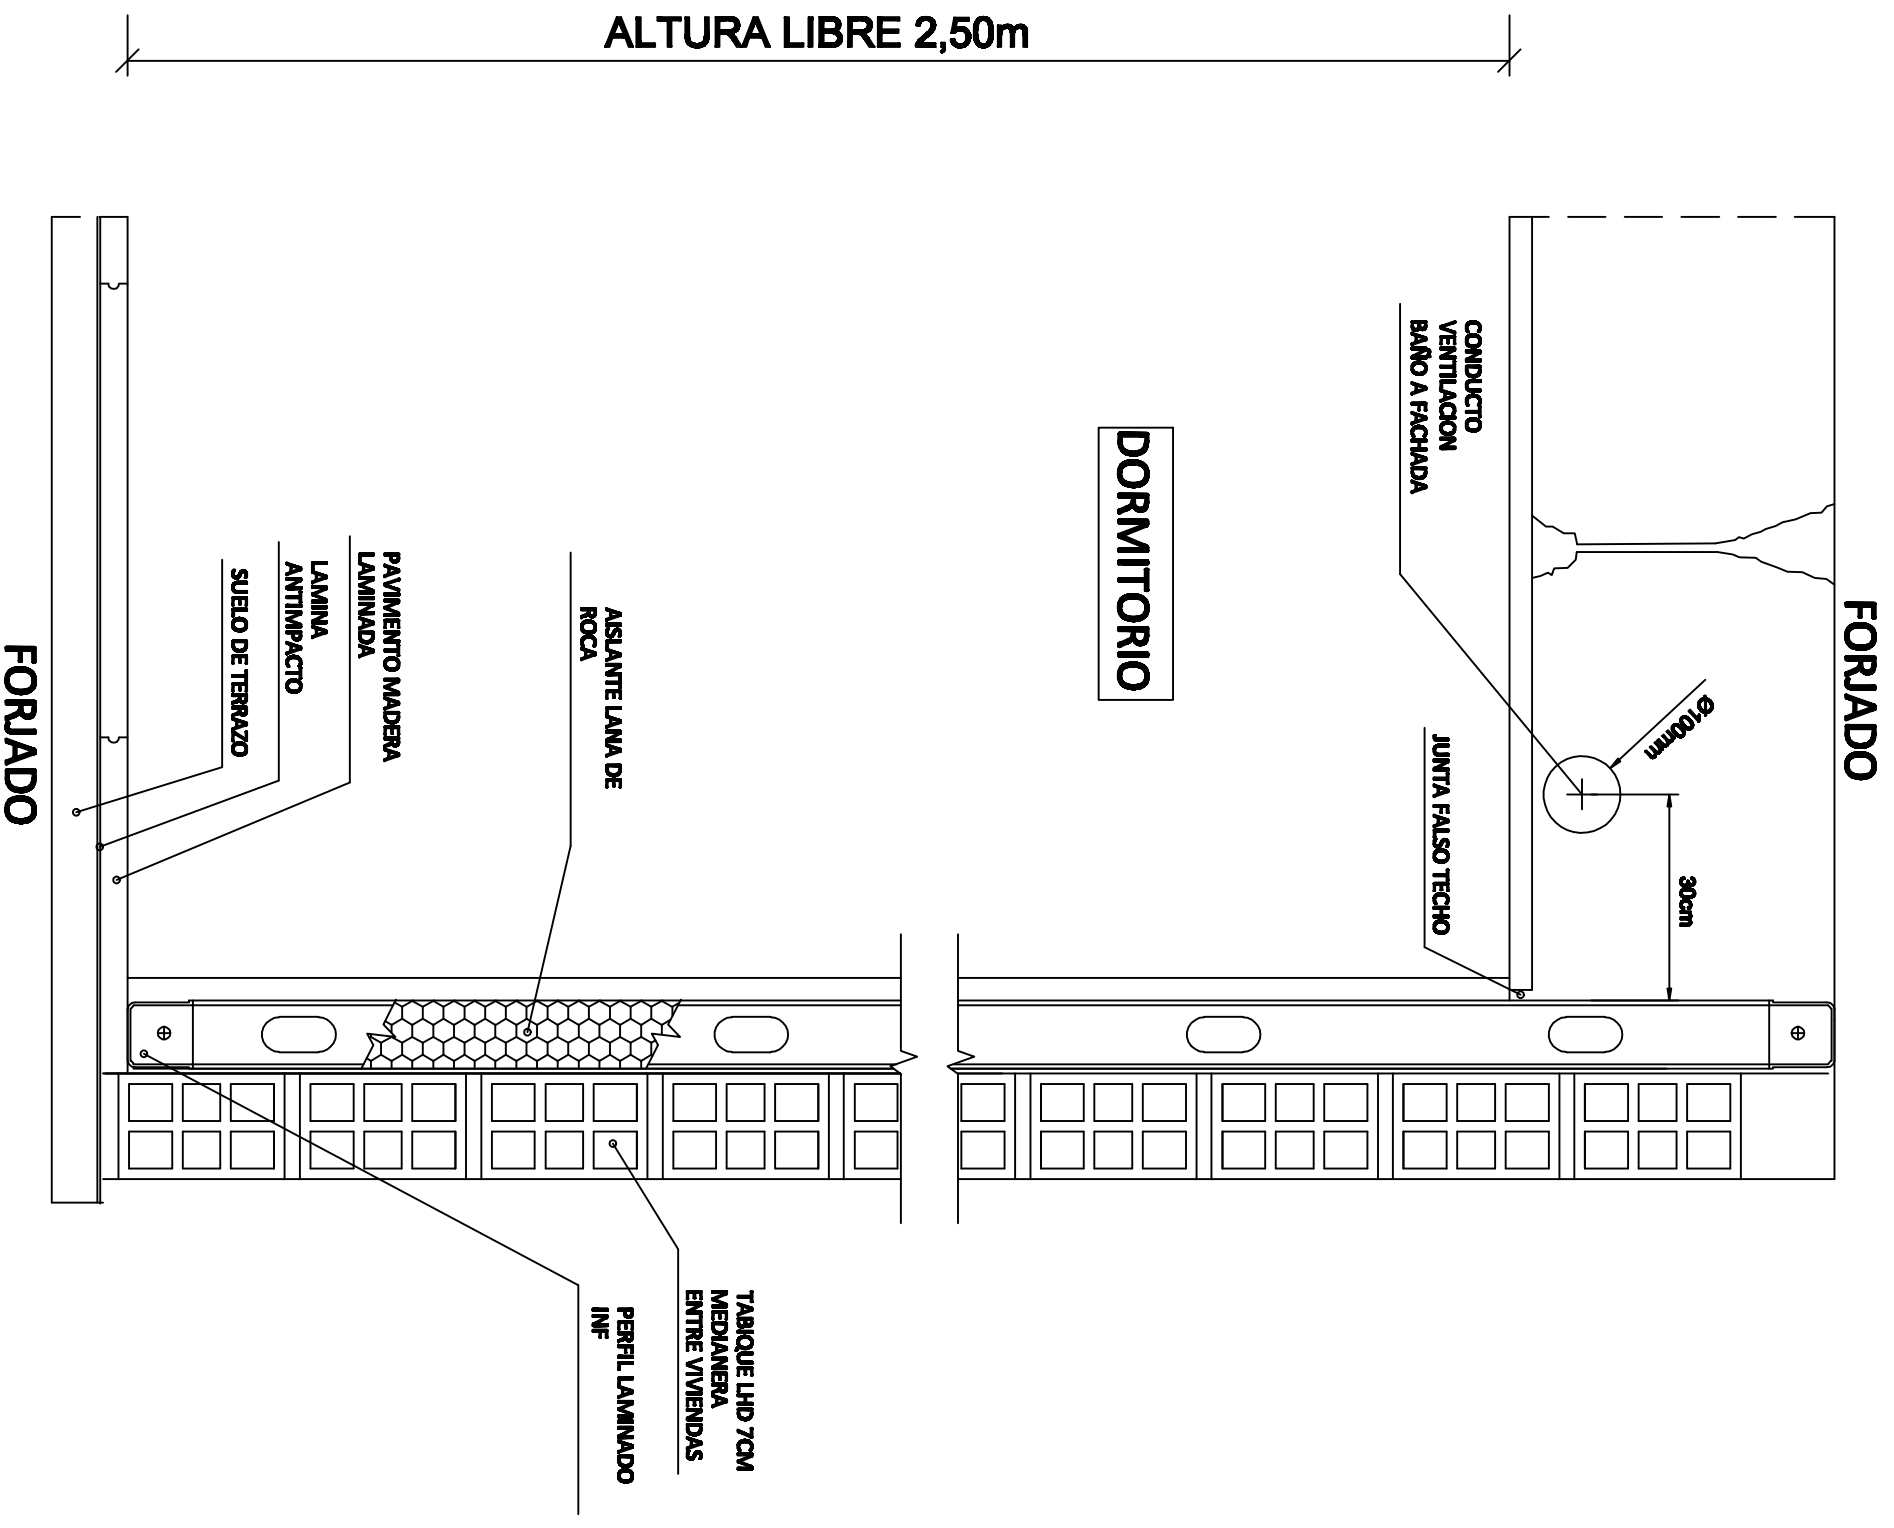 ALTURA LIBRE 2,50m
FORJADO
Ø100mm
30cm
CONDUCTO
VENTILACION
BAÑO A FACHADA
JUNTA FALSO TECHO
DORMITORIO
TABIQUE LHD 7CM
MEDIANERA
ENTRE VIVIENDAS
AISLANTE LANA DE
ROCA
PERFIL LAMINADO
INF
PAVIMENTO MADERA
LAMINADA
LAMINA
ANTIMPACTO
SUELO DE TERRAZO
FORJADO